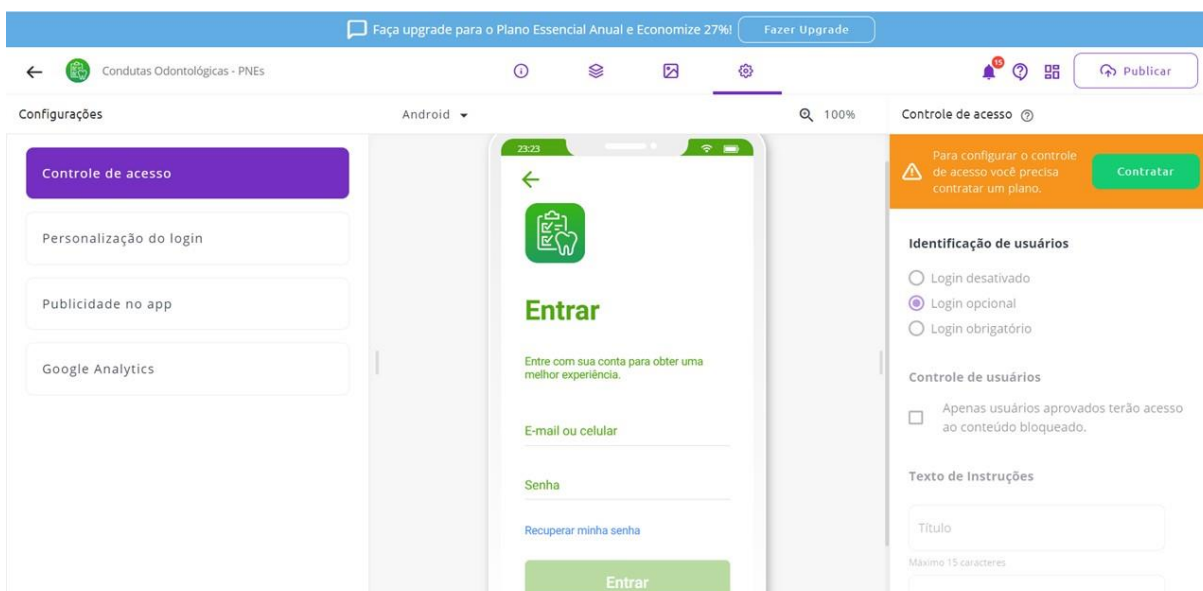 Faça upgrade para o Plano Essencial Anual e Economize 27%! Fazer Upgrade
Condutas Odontológicas - PNEs
15
Publicar
Configurações
Android
100%
Controle de acesso
Controle de acesso
Personalização do login
Publicidade no app
Google Analytics
23:23
Entrar
Entre com sua conta para obter uma
melhor experiência.
E-mail ou celular
Senha
Recuperar minha senha
Entrar
Para configurar o controle
de acesso você precisa
contratar um plano.
Contratar
Identificação de usuários
Login desativado
Login opcional
Login obrigatório
Controle de usuários
Apenas usuários aprovados terão acesso
ao conteúdo bloqueado.
Texto de Instruções
Título
Máximo 15 caracteres